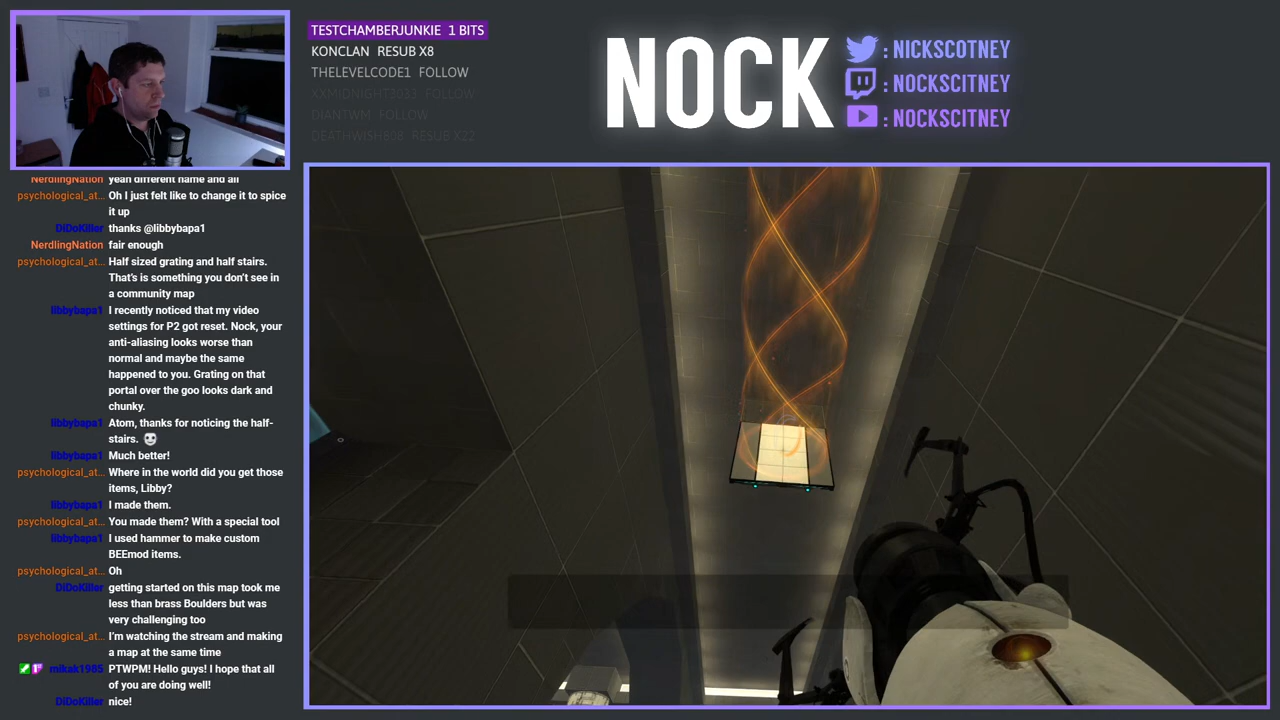 TESTCHAMBERJUNKIE 1 BITS
KONCLAN RESUB X8
THELEVELCODE1 FOLLOW
DIANTWM FOLLOW
DEATHWISH808 RESUB X22
NOCK
: NICKSCOTNEY
: NOCKSCITNEY
: NOCKSCITNEY
NerdlingNation yeah different name and all
psychological_at... Oh I just felt like to change it to spice
it up
DiDoKiller thanks @libbybapa1
NerdlingNation fair enough
psychological_at... Half sized grating and half stairs.
That's is something you don't see in
a community map
libbybapa1 I recently noticed that my video
settings for P2 got reset. Nock, your
anti-aliasing looks worse than
normal and maybe the same
happened to you. Grating on that
portal over the goo looks dark and
chunky.
libbybapa1 Atom, thanks for noticing the half-
stairs.
libbybapa1 Much better!
psychological_at... Where in the world did you get those
items, Libby?
libbybapa1 I made them.
psychological_at... You made them? With a special tool
libbybapa1 I used hammer to make custom
BEEmod items.
psychological_at... Oh
DiDoKiller getting started on this map took me
less than brass Boulders but was
very challenging too
psychological_at... I'm watching the stream and making
a map at the same time
mikak1985 PTWPM! Hello guys! I hope that all
of you are doing well!
DiDoKiller nice!